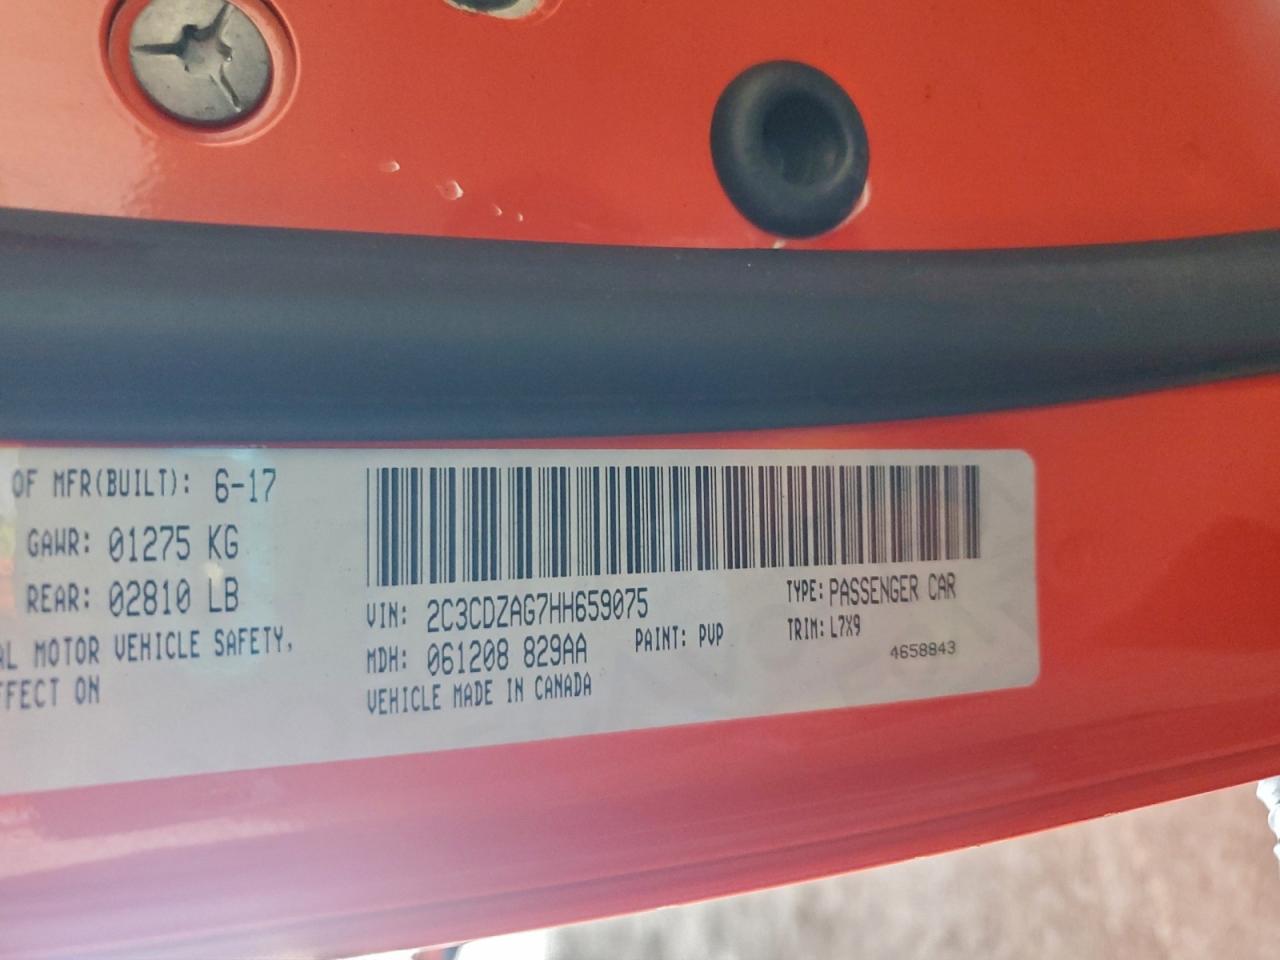 OF MFR(BUILT): 6-17
GAWR: 01275 KG
REAR: 02810 LB
AL MOTOR VEHICLE SAFETY,
FFECT ON
VIN: 2C3CDZAG7HH659075
TYPE: PASSENGER CAR
MDH: 061208 829AA
PAINT: PVP
TRIM: L7X9
VEHICLE MADE IN CANADA
4658843